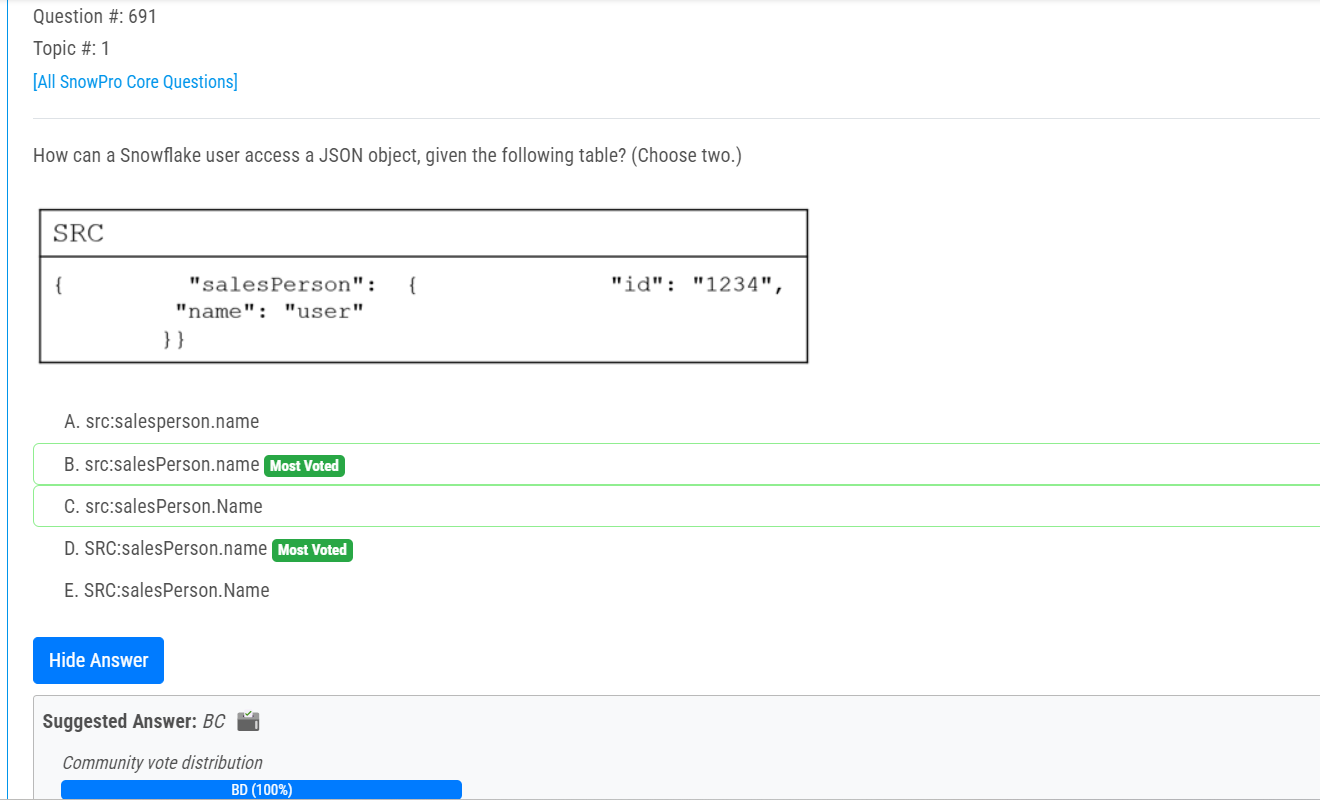 Question #: 691
Topic #: 1
[All SnowPro Core Questions]
How can a Snowflake user access a JSON object, given the following table? (Choose two.)
SRC
{ "salesPerson": { "id": "1234",
"name": "user"
}}
A. src:salesperson.name
B. src:salesPerson.name Most Voted
C. src:salesPerson.Name
D. SRC:salesPerson.name Most Voted
E. SRC:salesPerson.Name
Hide Answer
Suggested Answer: BC
Community vote distribution
BD (100%)